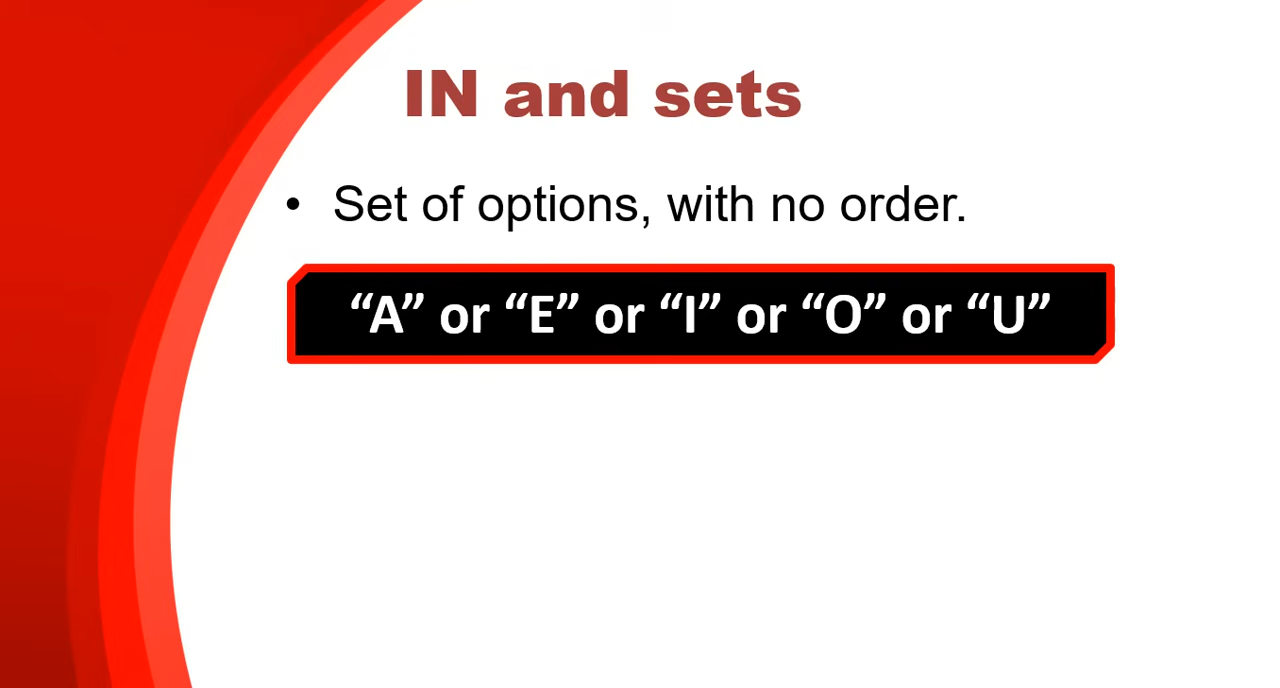 IN and sets
• Set of options, with no order.
“A” or “E” or “I” or “O” or “U”